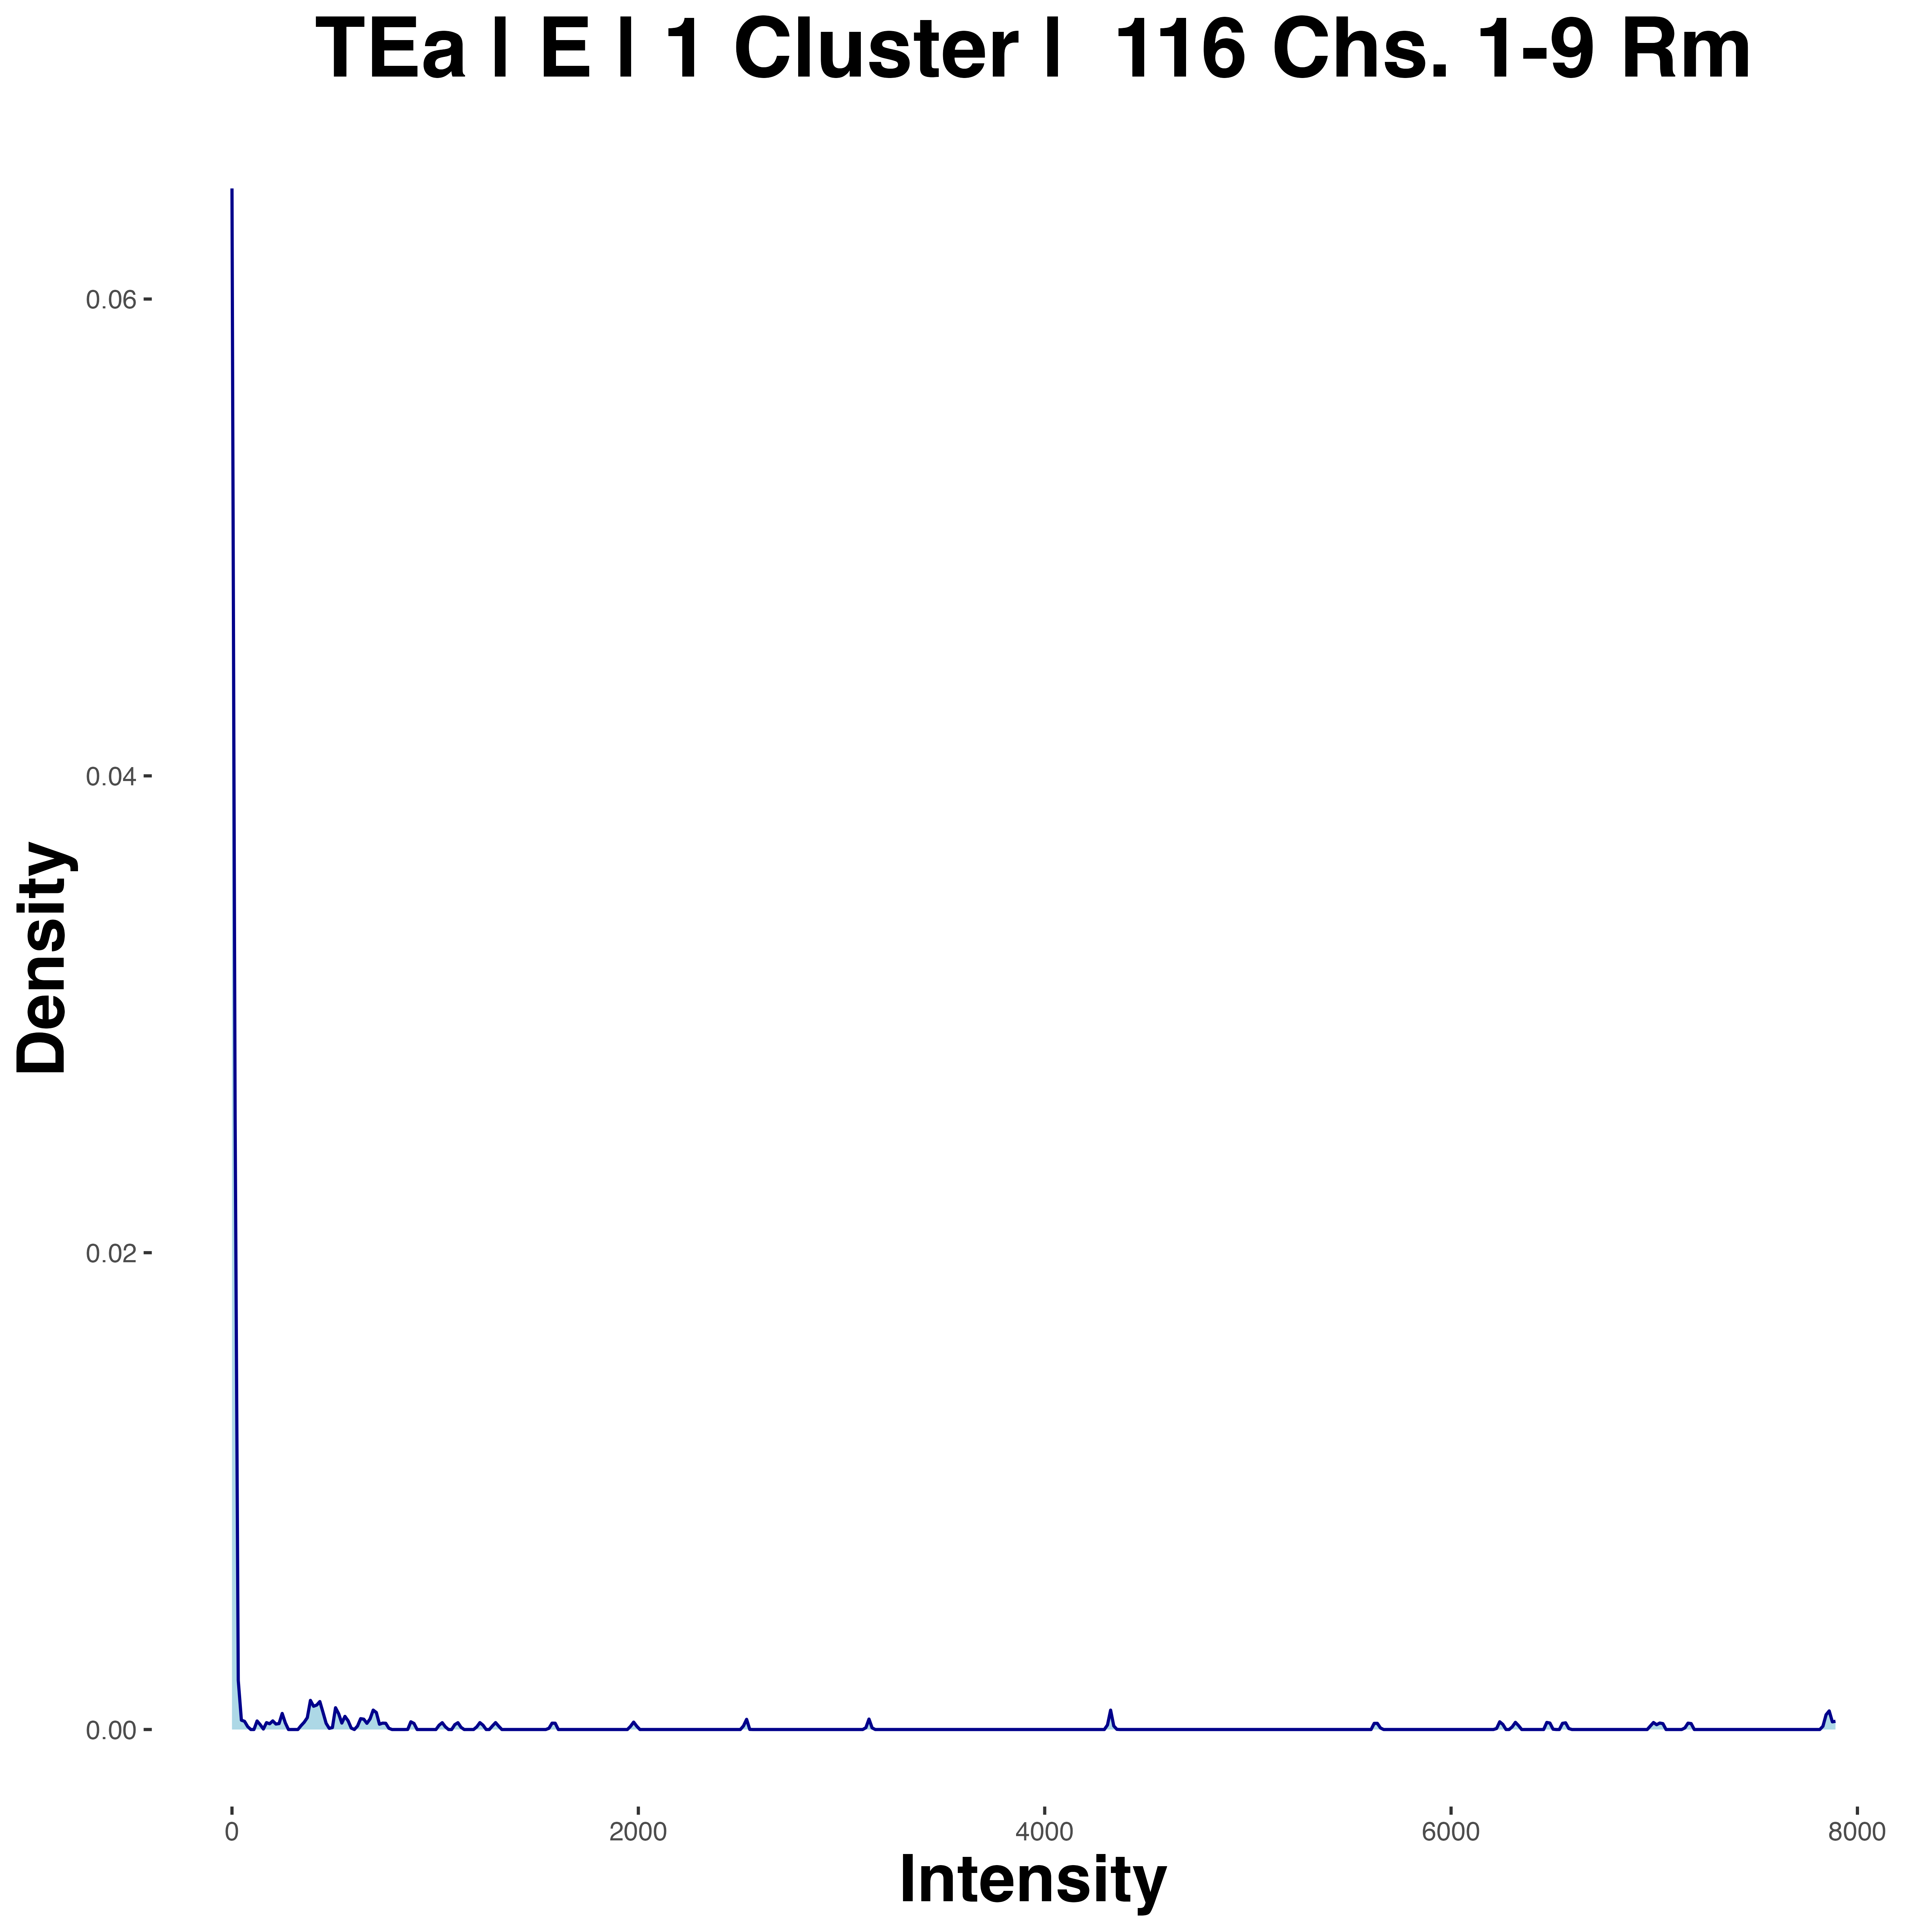 TEa | E | 1 Cluster |  116 Chs. 1-9 Rm
0.06
0.04
0.02
0.00
Density
0 2000 4000 6000 8000
Intensity